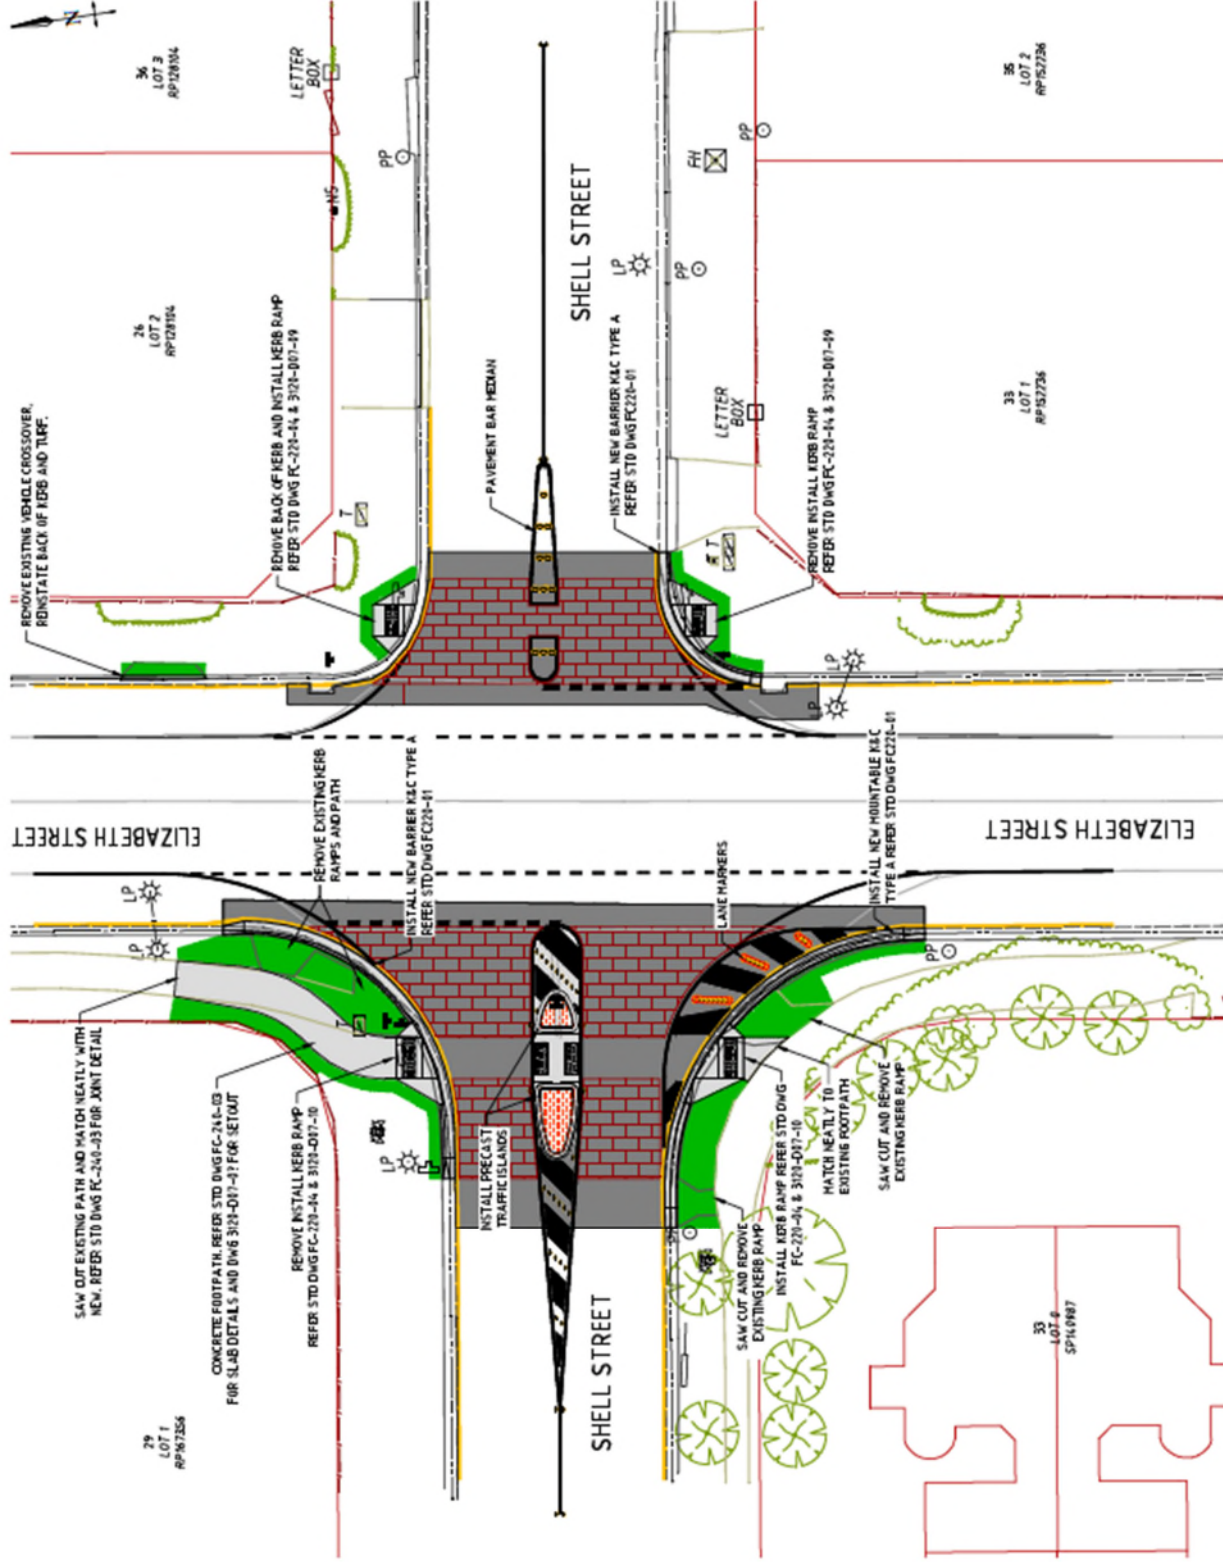 N
36
LOT 3
RP128104
LETTER
BOX
PP
26
LOT 2
RP128104
SHELL STREET
FH
PP
35
LOT 2
RP152736
LP
PP
REMOVE EXISTING VEHICLE CROSSOVER.
REINSTATE BACK OF KERB AND TURF.
REMOVE BACK OF KERB AND INSTALL KERB RAMP
REFER STD DWG FC-220-04 & 3120-D07-09
T
PAVEMENT BAR MEDIAN
INSTALL NEW BARRIER K&C TYPE A
REFER STD DWG FC220-01
LETTER
BOX
33
LOT 1
RP152736
T
REMOVE INSTALL KERB RAMP
REFER STD DWG FC-220-04 & 3120-D07-09
LP
LP
ELIZABETH STREET
ELIZABETH STREET
REMOVE EXISTING KERB
RAMPS AND PATH
INSTALL NEW BARRIER K&C TYPE A
REFER STD DWG FC220-01
LANE MARKERS
INSTALL NEW MOUNTABLE K&C
TYPE A REFER STD DWG FC220-01
LP
LP
PP
T
SAW CUT EXISTING PATH AND MATCH NEATLY WITH
NEW. REFER STD DWG FC-240-03 FOR JOINT DETAIL
CONCRETE FOOTPATH. REFER STD DWG FC-240-03
FOR SLAB DETAILS AND DWG 3120-D07-07 FOR SETOUT
REMOVE INSTALL KERB RAMP
REFER STD DWG FC-220-04 & 3120-D07-10
LP
INSTALL PRECAST
TRAFFIC ISLANDS
SAW CUT AND REMOVE
EXISTING KERB RAMP
INSTALL KERB RAMP REFER STD DWG
FC-220-04 & 3120-D07-10
MATCH NEATLY TO
EXISTING FOOTPATH
SAW CUT AND REMOVE
EXISTING KERB RAMP
29
LOT 1
RP167356
SHELL STREET
33
LOT 0
SP140987